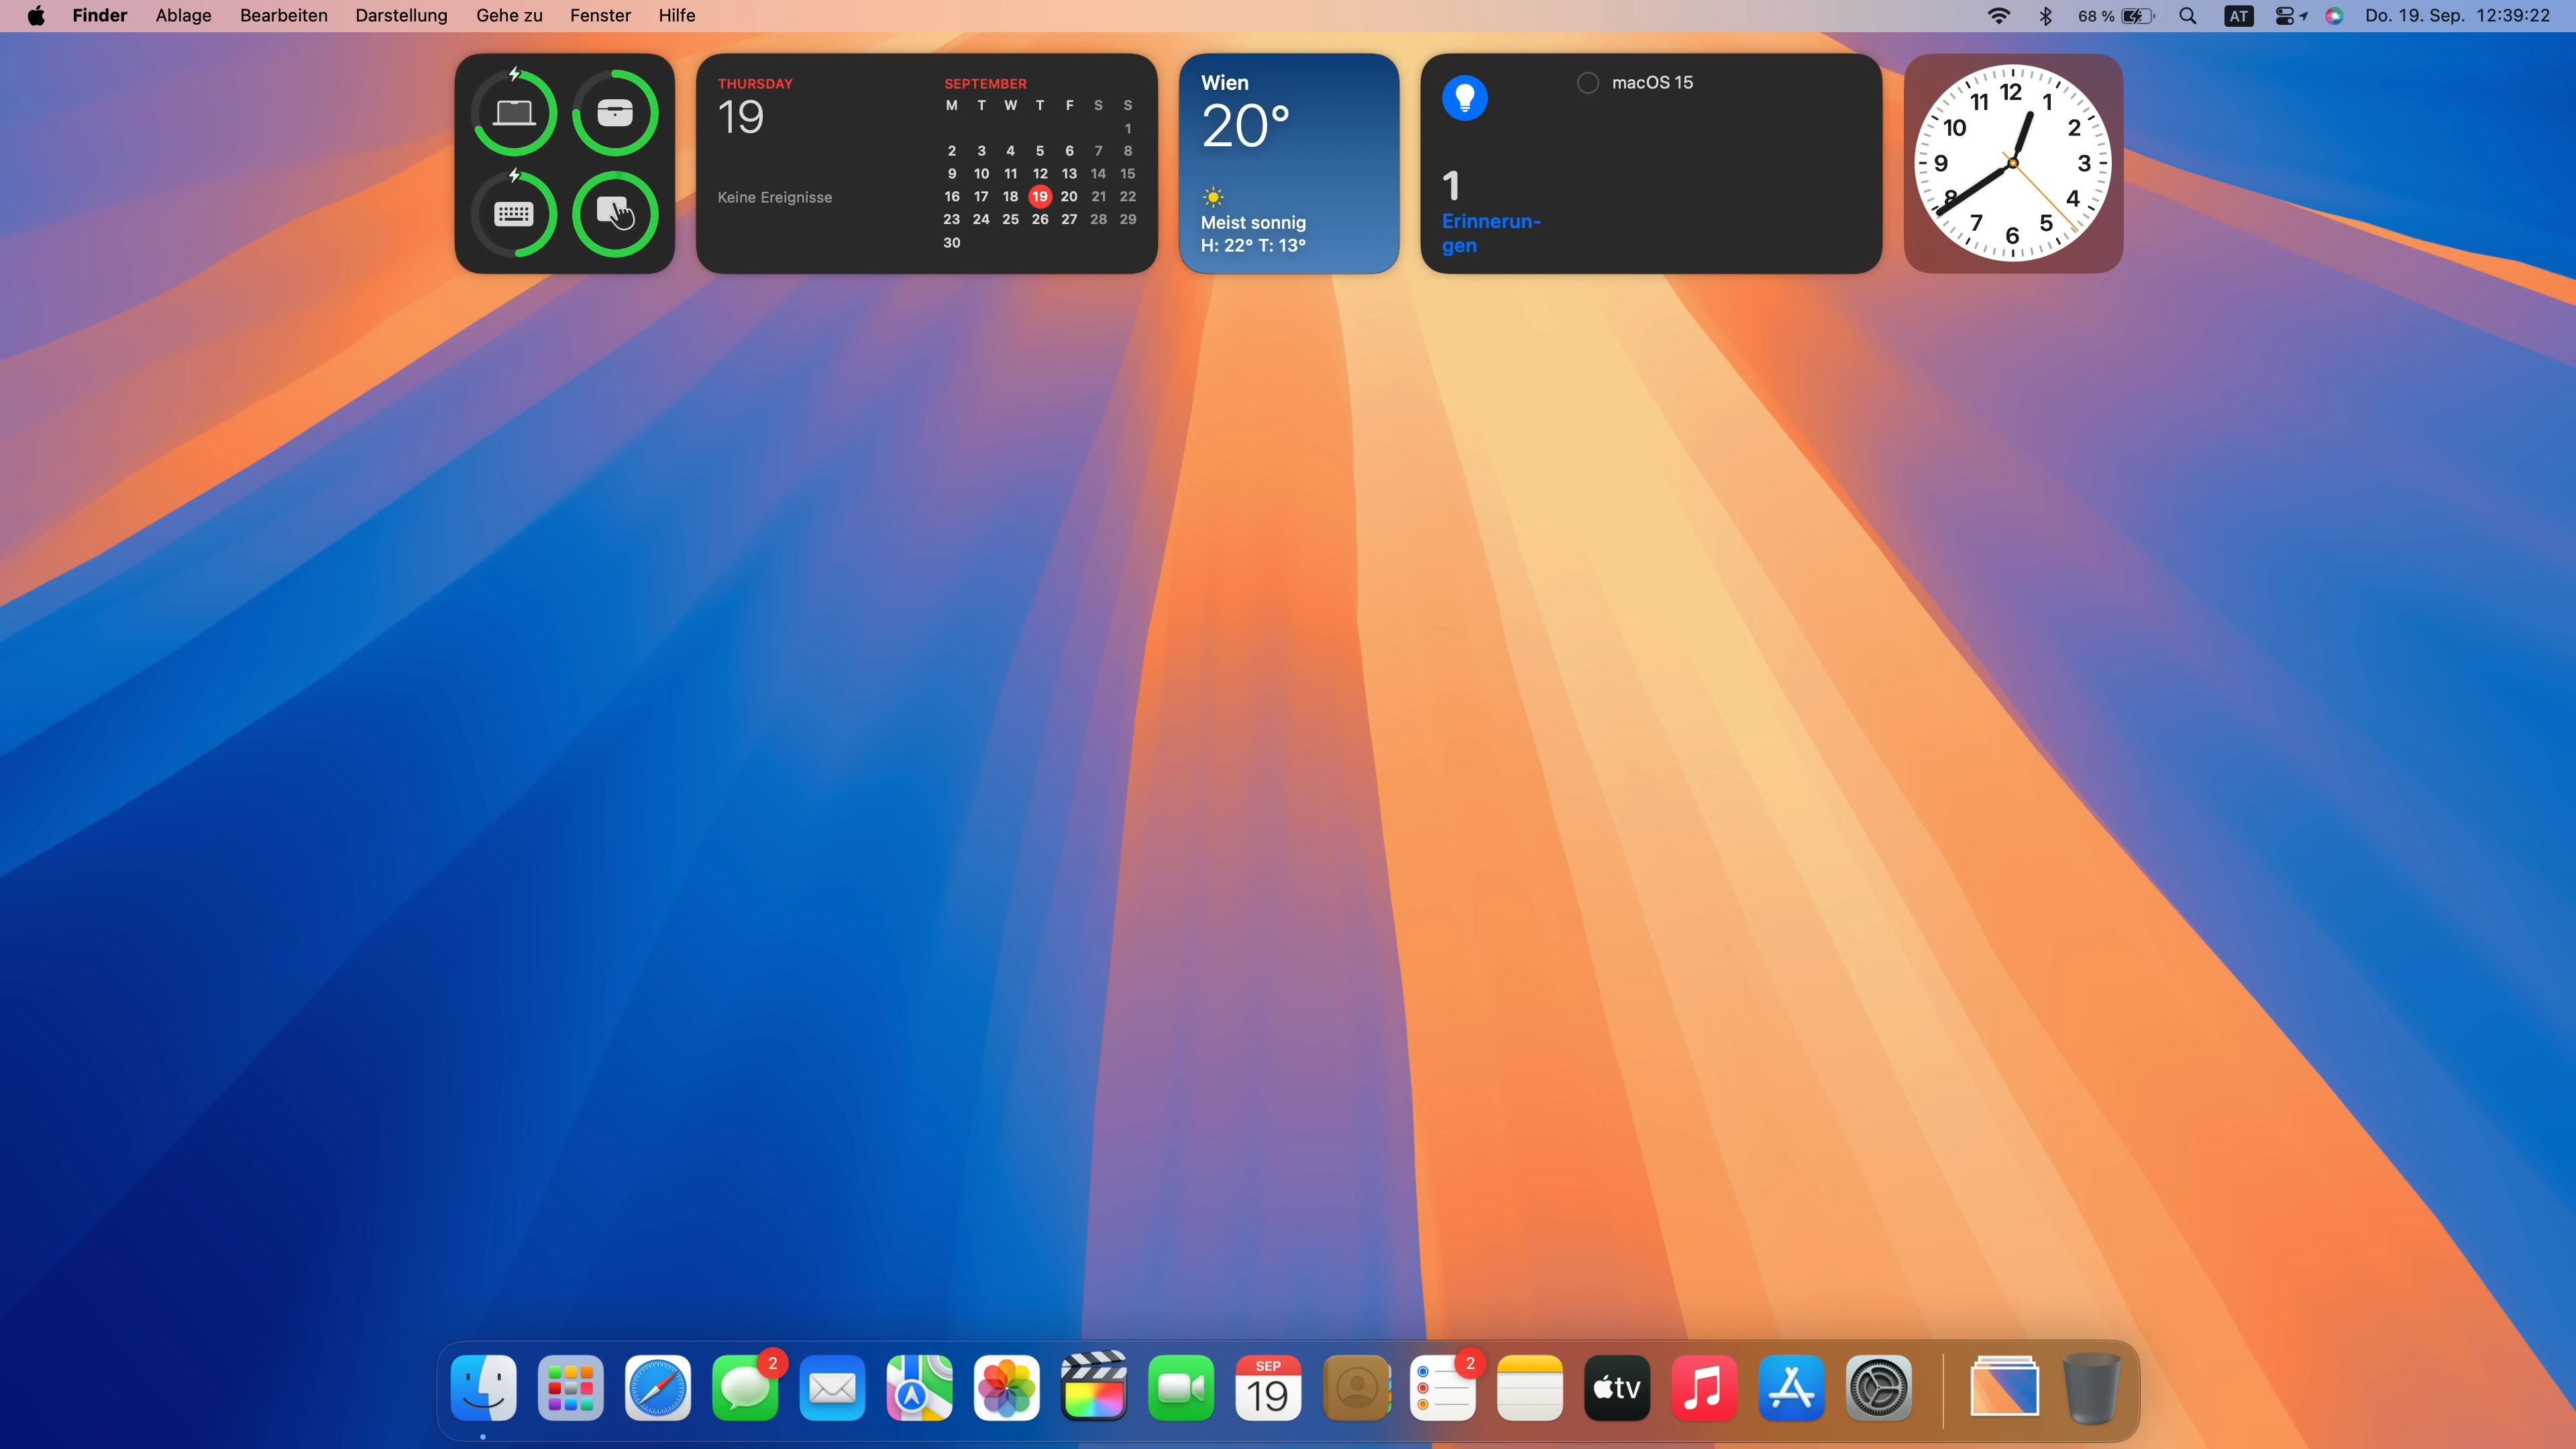 Finder Ablage Bearbeiten Darstellung Gehe zu Fenster Hilfe
68 % AT Do. 19. Sep. 12:39:22
THURSDAY
19
Keine Ereignisse
SEPTEMBER
M T W T F S S
1
2 3 4 5 6 7 8
9 10 11 12 13 14 15
16 17 18 19 20 21 22
23 24 25 26 27 28 29
30
Wien
20°
Meist sonnig
H: 22° T: 13°
macOS 15
1
Erinnerun-
gen
12
11 1
10 2
9 3
8 4
7 5
6
2
SEP
19
2
tv